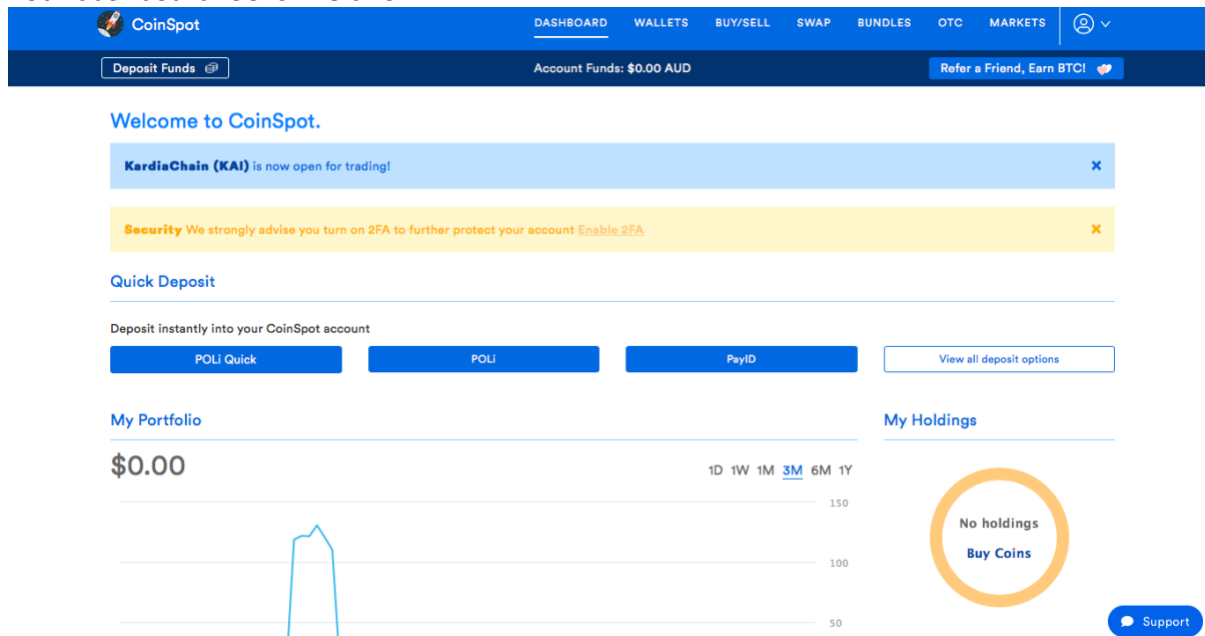 CoinSpot
DASHBOARD WALLETS BUY/SELL SWAP BUNDLES OTC MARKETS
Deposit Funds
Account Funds: $0.00 AUD
Refer a Friend, Earn BTC!
Welcome to CoinSpot.
KardiaChain (KAI) is now open for trading!
Security We strongly advise you turn on 2FA to further protect your account Enable 2FA
Quick Deposit
Deposit instantly into your CoinSpot account
POLi Quick POLi PayID View all deposit options
My Portfolio
My Holdings
$0.00
1D 1W 1M 3M 6M 1Y
150
No holdings
Buy Coins
100
50
Support